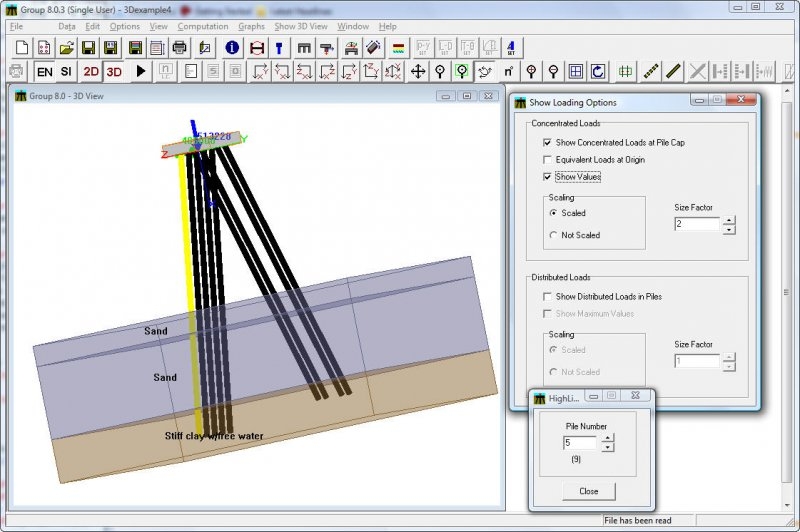 Group 8.0.3 (Single User) - 3Dexample4
File Data Edit Options View Computation Graphs Show 3D View Window Help
EN SI 2D 3D
Group 8.0 - 3D View
Z Y
Sand
Sand
Stiff clay w/free water
Show Loading Options
Concentrated Loads
Show Concentrated Loads at Pile Cap
Equivalent Loads at Origin
Show Values
Scaling
Scaled
Not Scaled
Size Factor
2
Distributed Loads
Show Distributed Loads in Piles
Show Maximum Values
Scaling
Scaled
Not Scaled
Size Factor
1
HighLi...
Pile Number
5
(9)
Close
File has been read